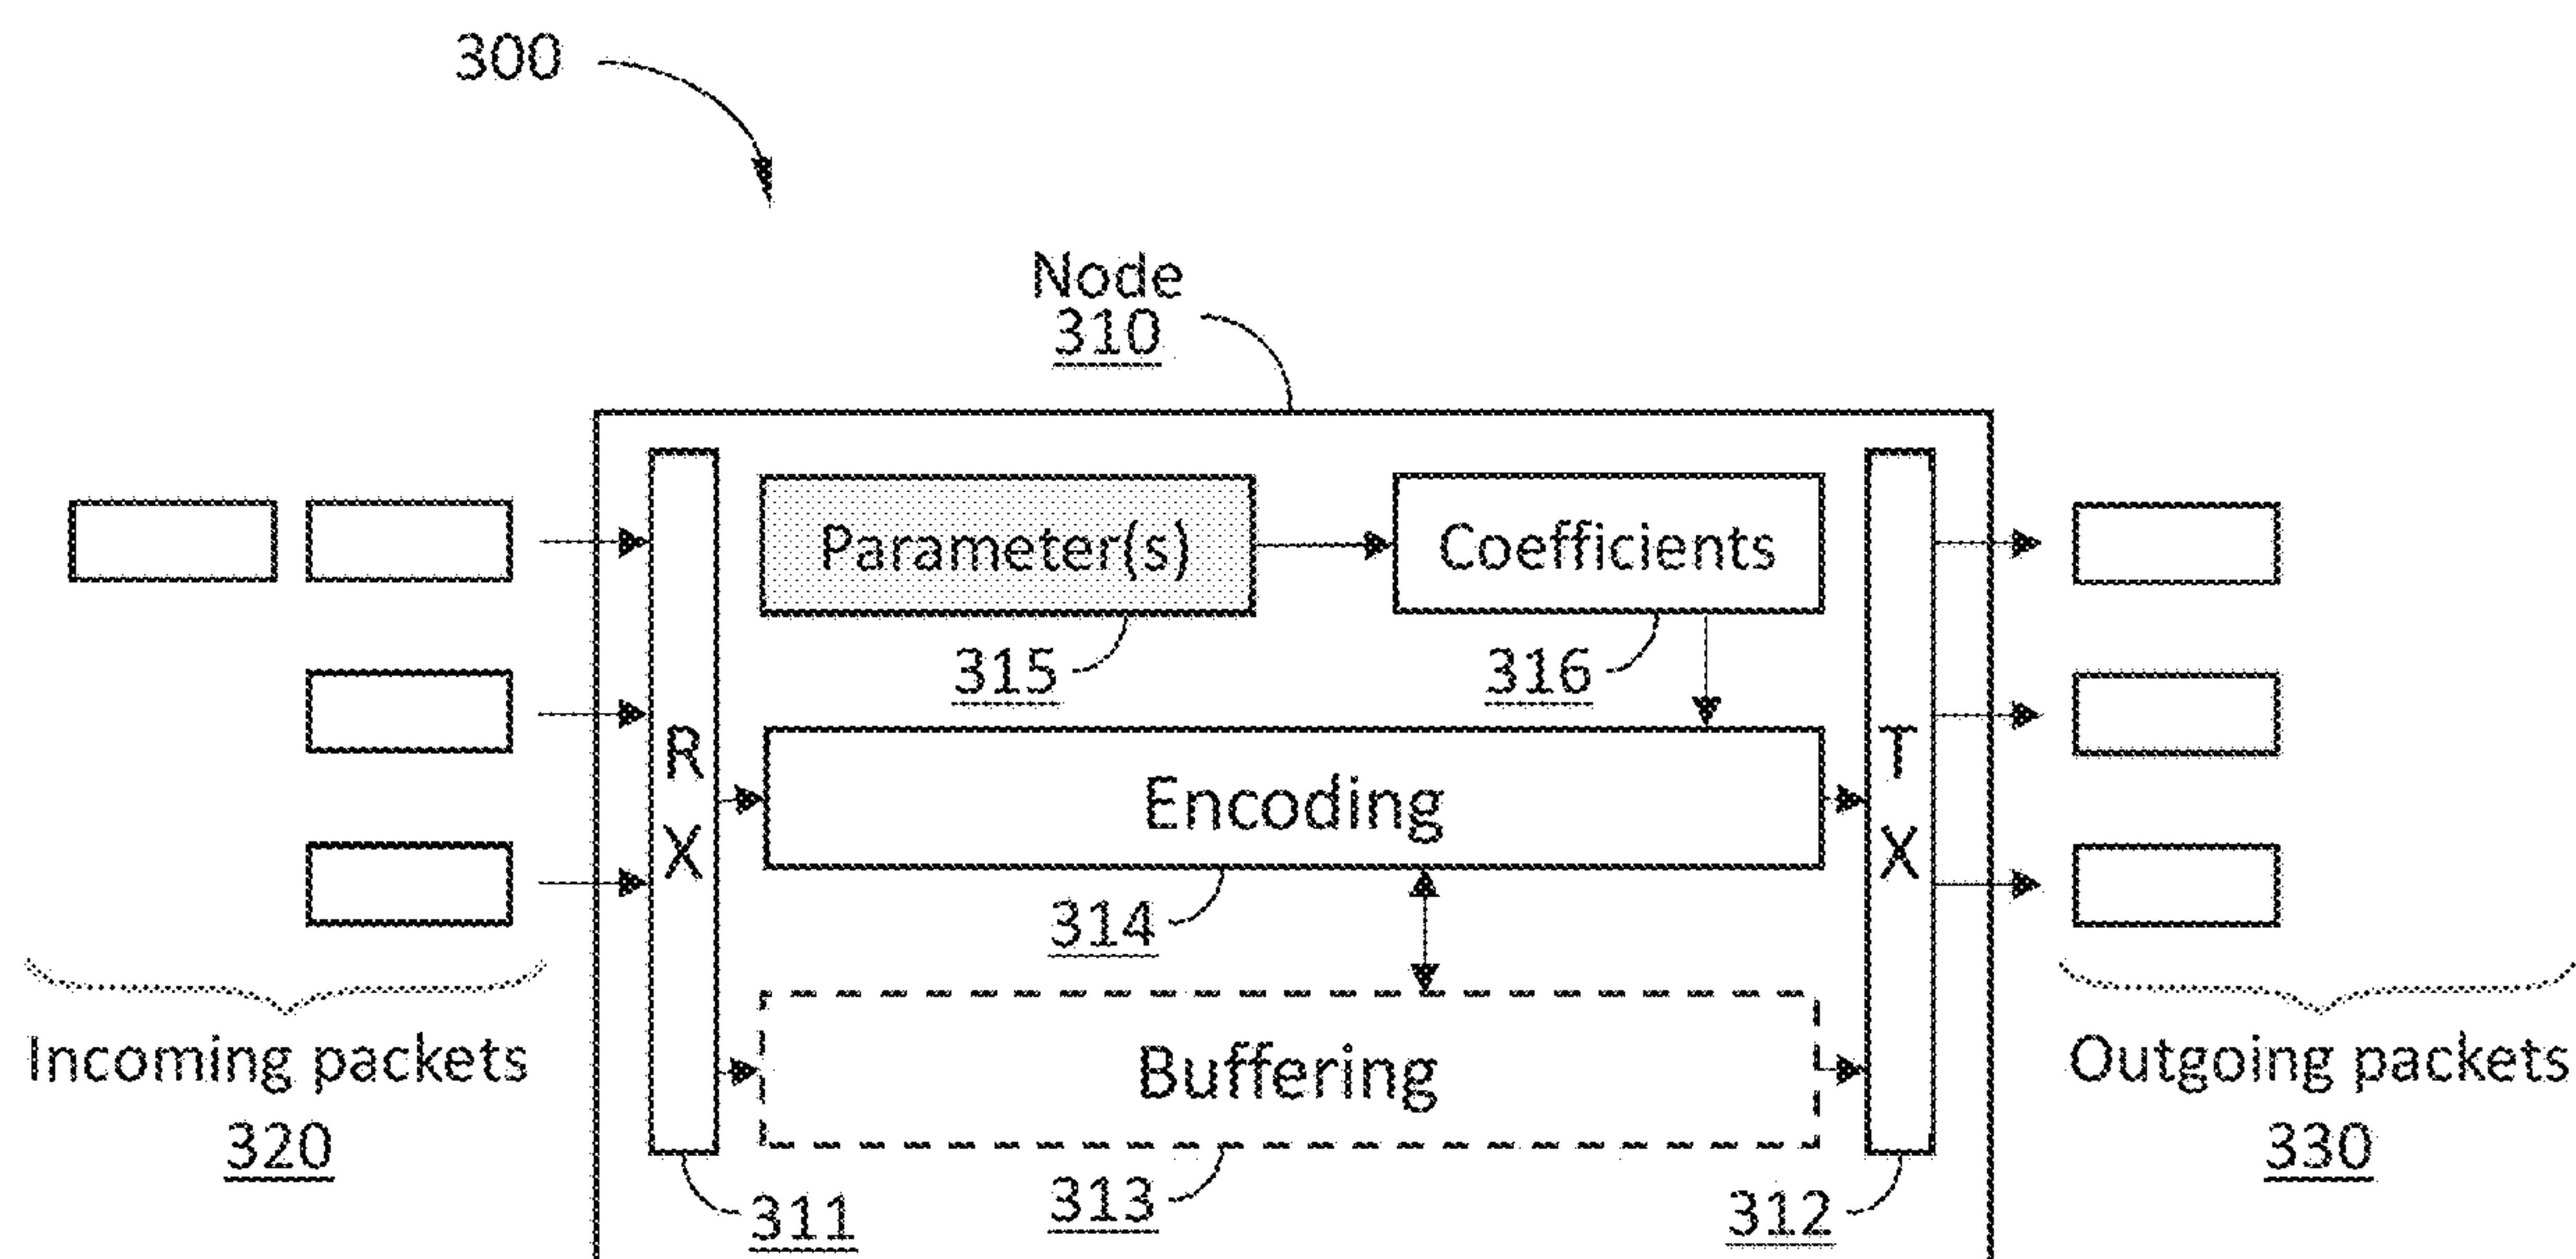 300
Node
310
Parameter(s)
Coefficients
315
316
R
X
T
X
Encoding
314
Buffering
Incoming packets
320
Outgoing packets
330
311
313
312